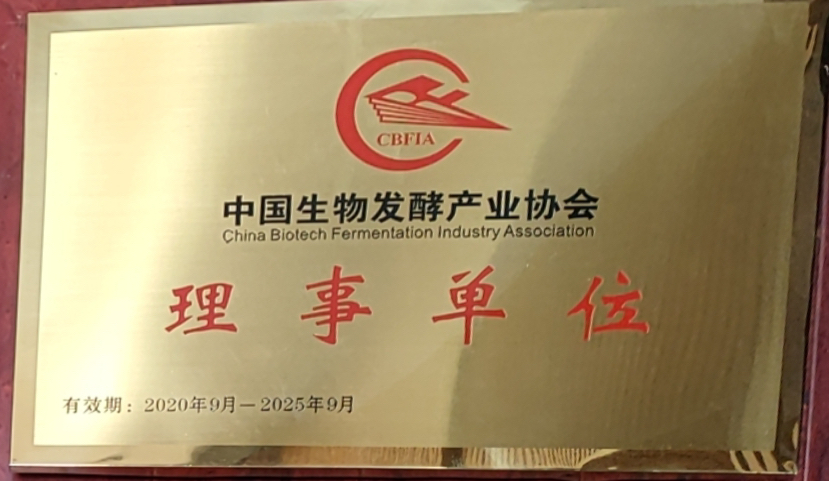 CBFIA
中国生物发酵产业协会
China Biotech Fermentation Industry Association
理事单位
有效期：2020年9月－2025年9月